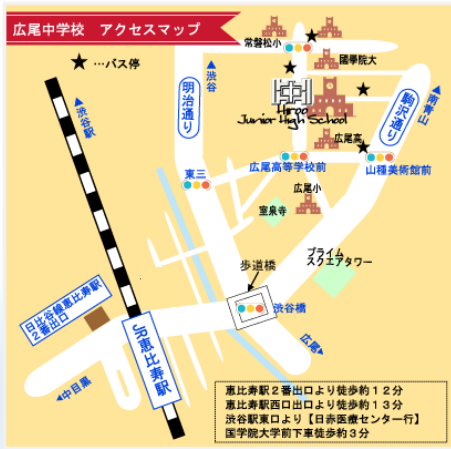 広尾中学校 アクセスマップ
★…バス停
常磐松小
國學院大
渋谷
明治通り
渋谷駅
Hiroo
Junior High School
駒沢通り
南青山
広尾高
広尾高等学校前
山種美術館前
東三
広尾小
室泉寺
プライム
スクエアタワー
歩道橋
渋谷橋
日比谷線恵比寿駅
2番出口
JR恵比寿駅
広尾
中目黒
恵比寿駅2番出口より徒歩約12分
恵比寿駅西口出口より徒歩約13分
渋谷駅東口より【日赤医療センター行】
国学院大学前下車徒歩約3分